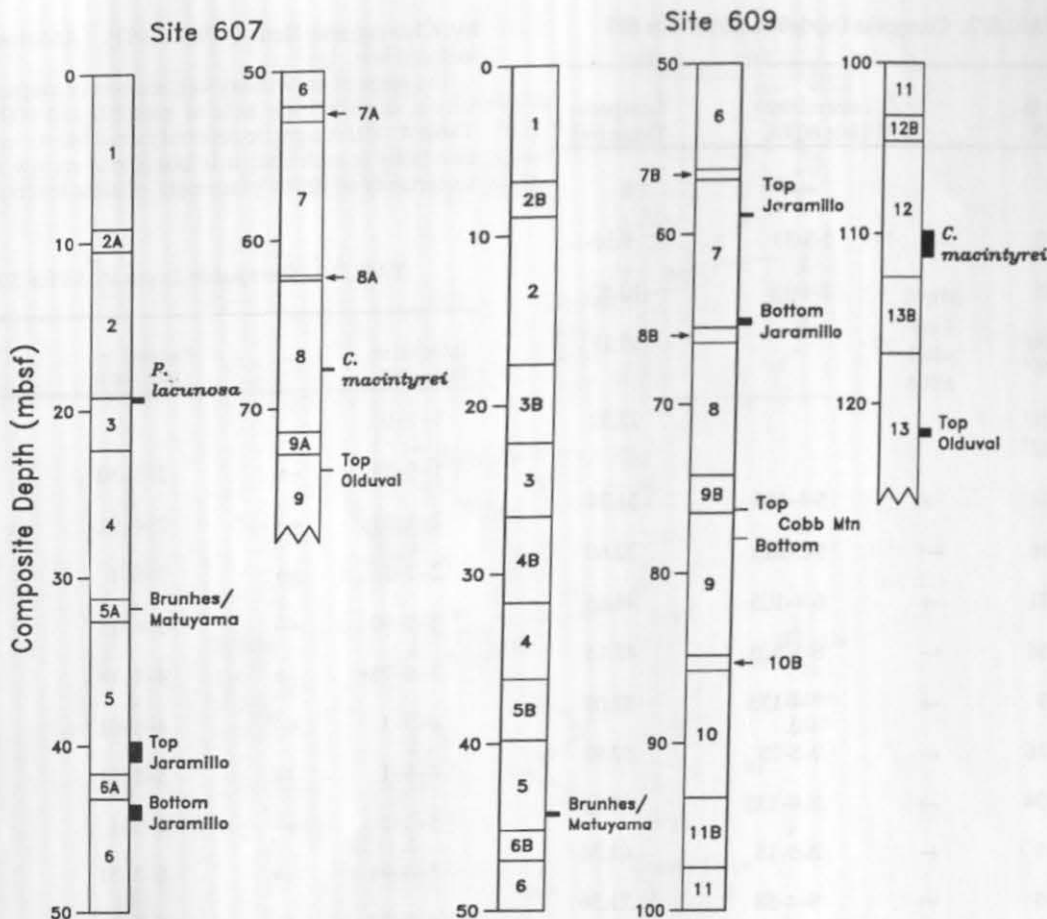 Site 607
Site 609
Composite Depth (mbsf)
0
10
20
30
40
50
1
2A
2
3
4
5A
5
6A
6
P.
lacunosa
Brunhes/
Matuyama
Top
Jaramillo
Bottom
Jaramillo
50
60
70
6
7
8
9A
9
7A
8A
C.
macintyrei
Top
Olduvai
0
10
20
30
40
50
1
2B
2
3B
3
4B
4
5B
5
6B
6
Brunhes/
Matuyama
50
60
70
80
90
100
6
7
8
9B
9
10
11B
11
7B
8B
10B
Top
Jaramillo
Bottom
Jaramillo
Top
Cobb Mtn
Bottom
100
110
120
11
12B
12
13B
13
C.
macintyrei
Top
Olduvai